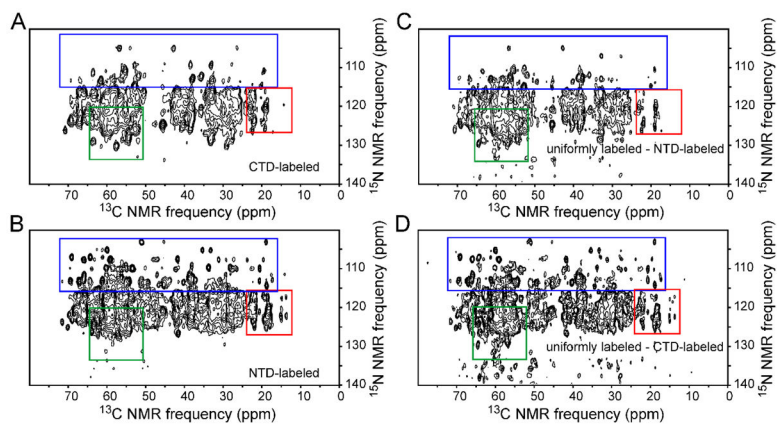 A
110
120
130
140
15N NMR frequency (ppm)
CTD-labeled
70 60 50 40 30 20 10 0
13C NMR frequency (ppm)
C
110
120
130
140
15N NMR frequency (ppm)
uniformly labeled - NTD-labeled
70 60 50 40 30 20 10 0
13C NMR frequency (ppm)
B
110
120
130
140
15N NMR frequency (ppm)
NTD-labeled
70 60 50 40 30 20 10 0
13C NMR frequency (ppm)
D
110
120
130
140
15N NMR frequency (ppm)
uniformly labeled - CTD-labeled
70 60 50 40 30 20 10 0
13C NMR frequency (ppm)